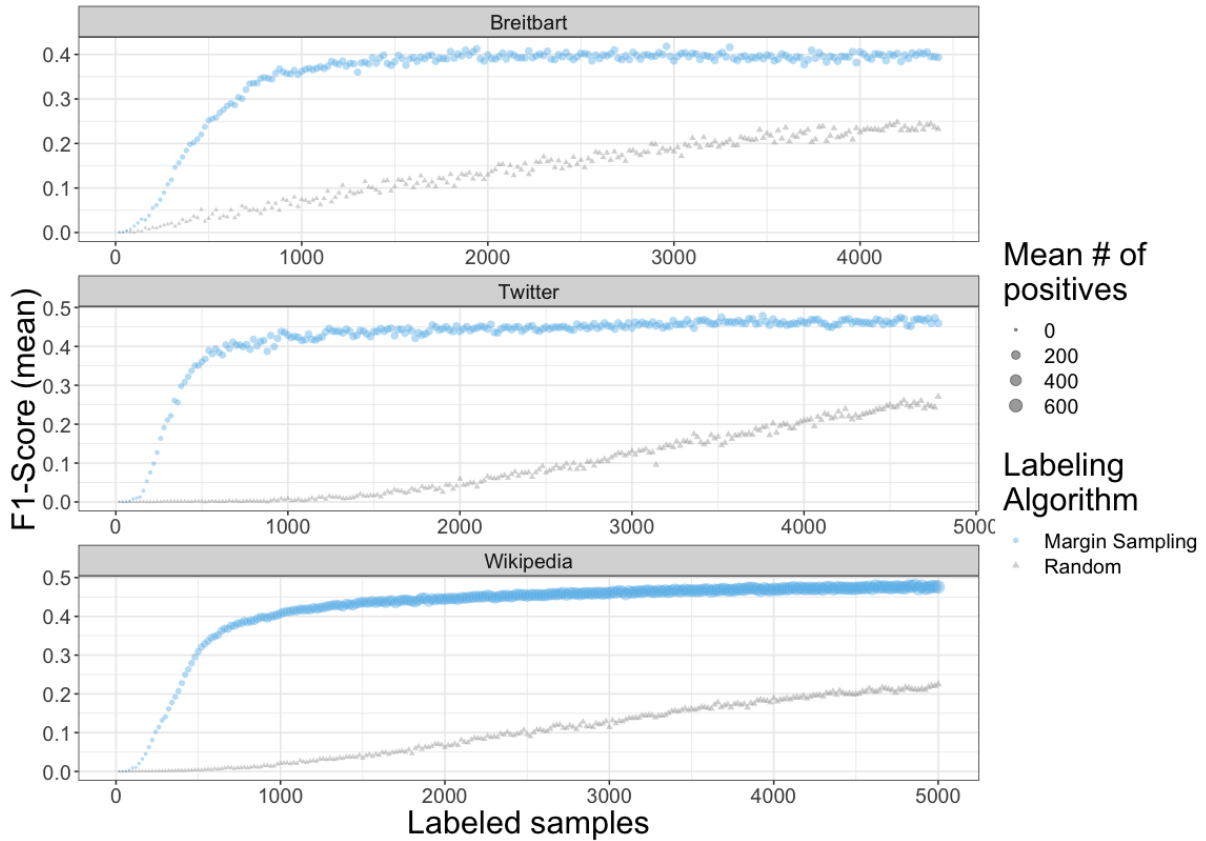 Breitbart
0.4
0.3
0.2
0.1
0.0
0 1000 2000 3000 4000
Twitter
0.5
0.4
0.3
0.2
0.1
0.0
0 1000 2000 3000 4000 5000
Wikipedia
0.5
0.4
0.3
0.2
0.1
0.0
0 1000 2000 3000 4000 5000
F1-Score (mean)
Labeled samples
Mean # of
positives
0
200
400
600
Labeling
Algorithm
Margin Sampling
Random